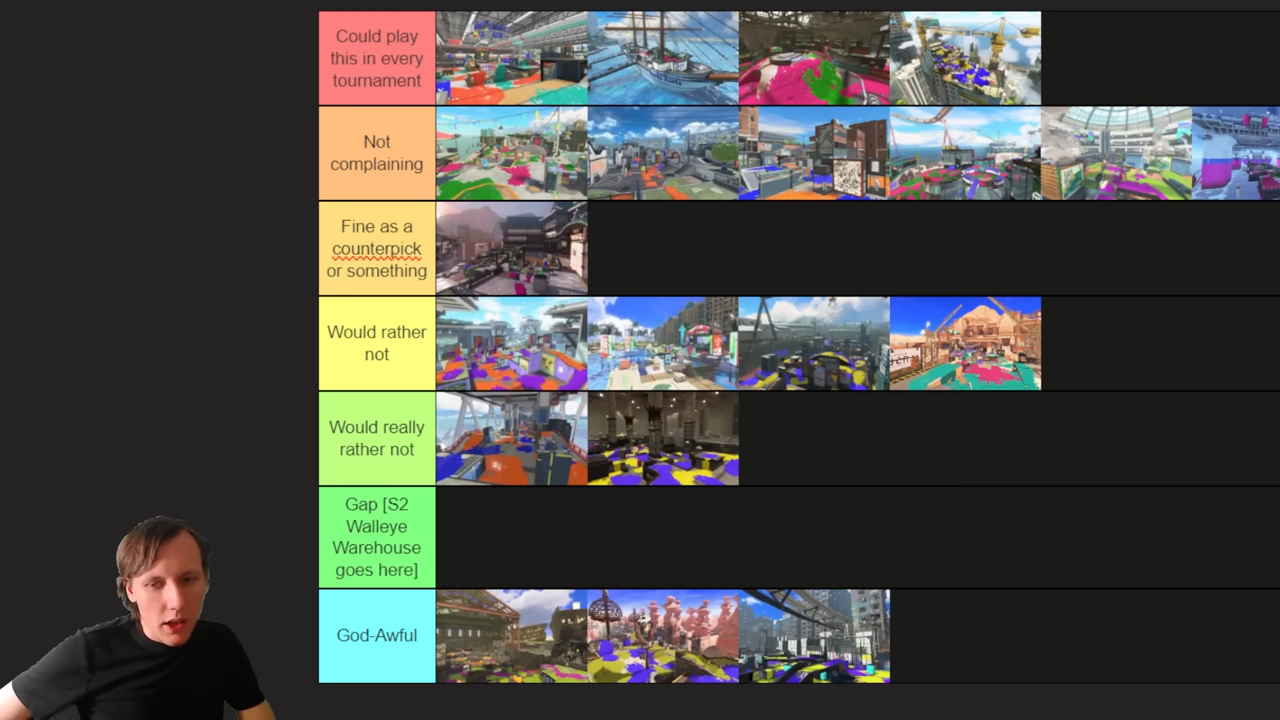 Could play
this in every
tournament
Not
complaining
Fine as a
counterpick
or something
Would rather
not
Would really
rather not
Gap [S2
Walleye
Warehouse
goes here]
God-Awful